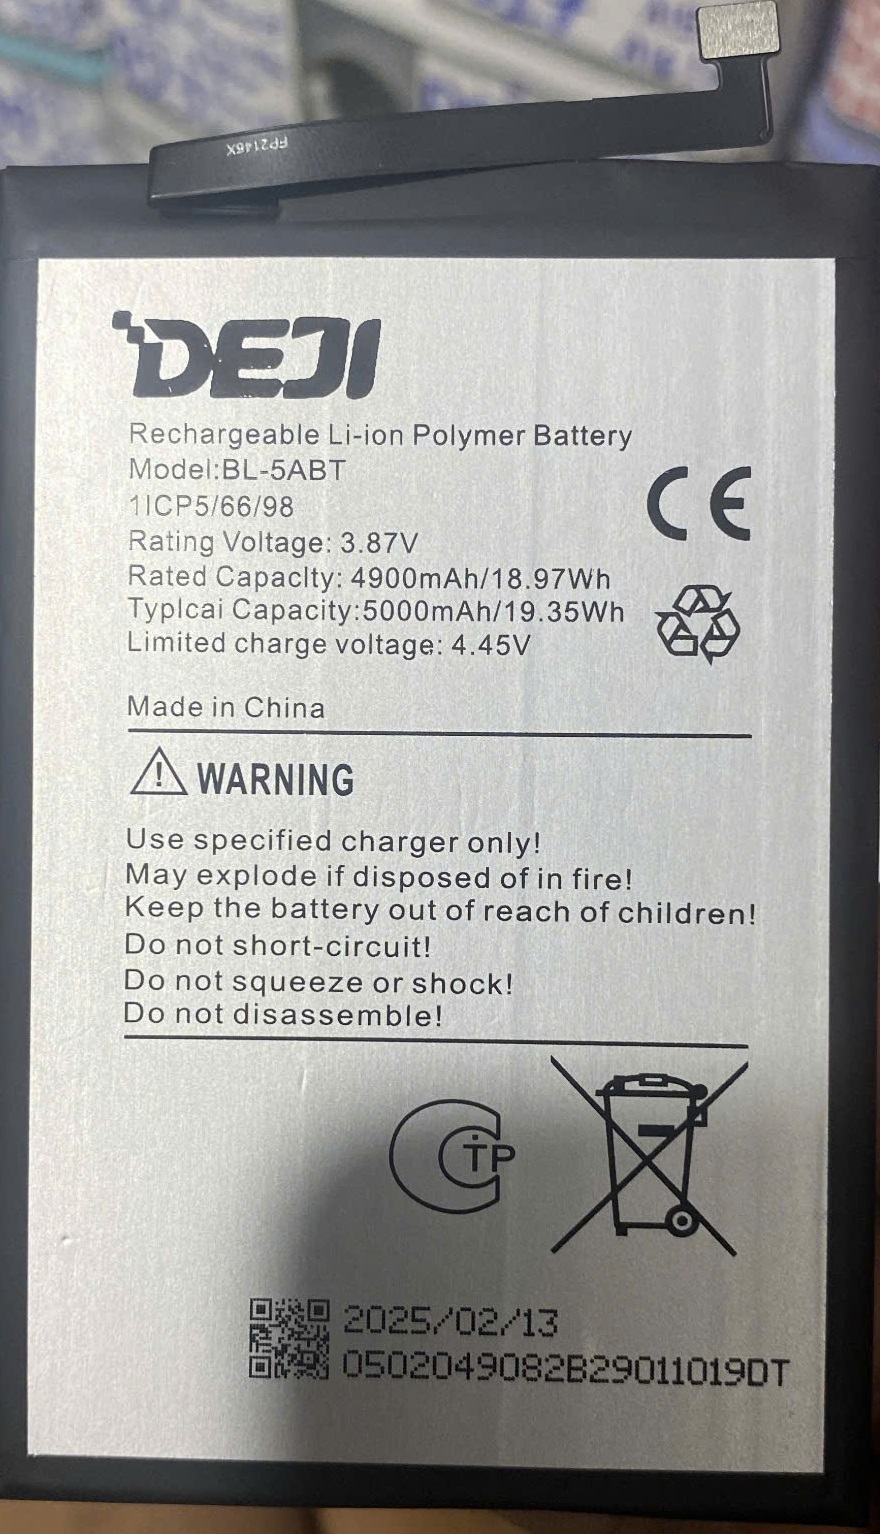 FP2146X
DEJI
Rechargeable Li-ion Polymer Battery
Model:BL-5ABT
1ICP5/66/98
Rating Voltage: 3.87V
Rated Capaclty: 4900mAh/18.97Wh
Typlcai Capacity:5000mAh/19.35Wh
Limited charge voltage: 4.45V
CE
Made in China
WARNING
Use specified charger only!
May explode if disposed of in fire!
Keep the battery out of reach of children!
Do not short-circuit!
Do not squeeze or shock!
Do not disassemble!
CTP
2025/02/13
0502049082B29011019DT